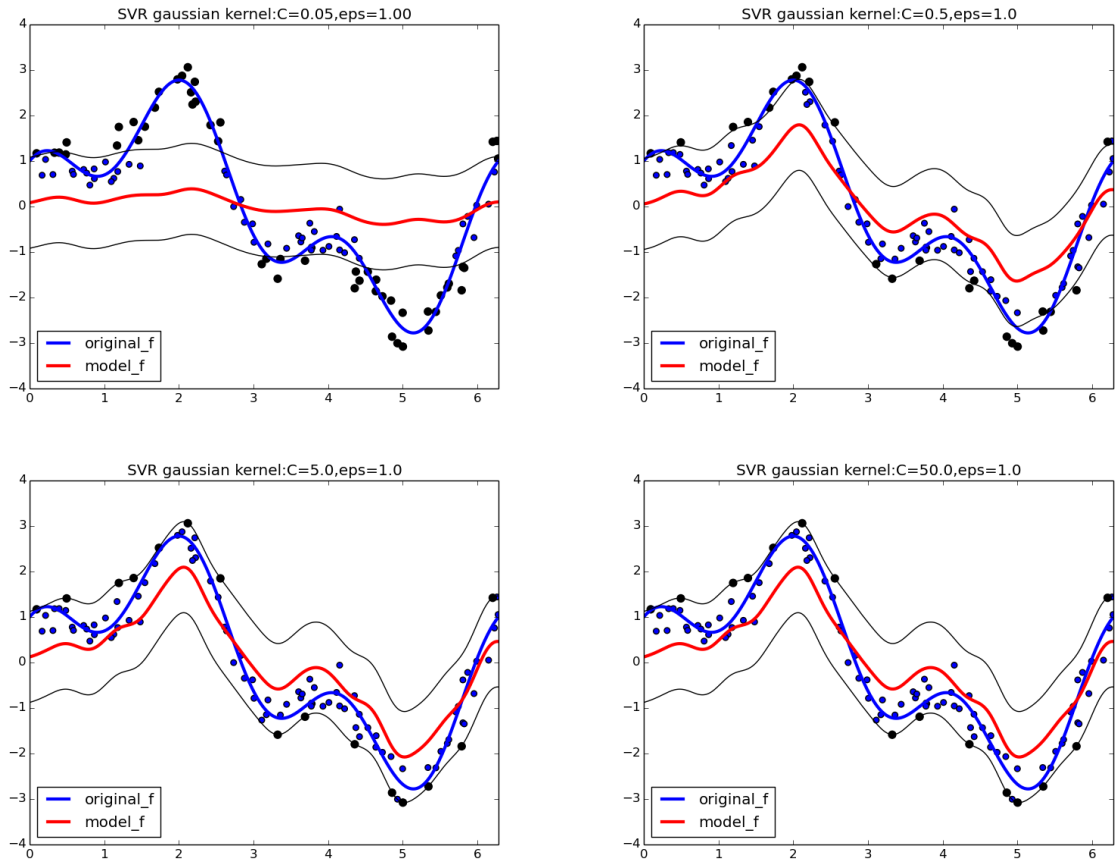 SVR gaussian kernel:C=0.05,eps=1.00
4
3
2
1
0
−1
−2
−3
−4
0 1 2 3 4 5 6
original_f
model_f
SVR gaussian kernel:C=0.5,eps=1.0
4
3
2
1
0
−1
−2
−3
−4
0 1 2 3 4 5 6
original_f
model_f
SVR gaussian kernel:C=5.0,eps=1.0
4
3
2
1
0
−1
−2
−3
−4
0 1 2 3 4 5 6
original_f
model_f
SVR gaussian kernel:C=50.0,eps=1.0
4
3
2
1
0
−1
−2
−3
−4
0 1 2 3 4 5 6
original_f
model_f